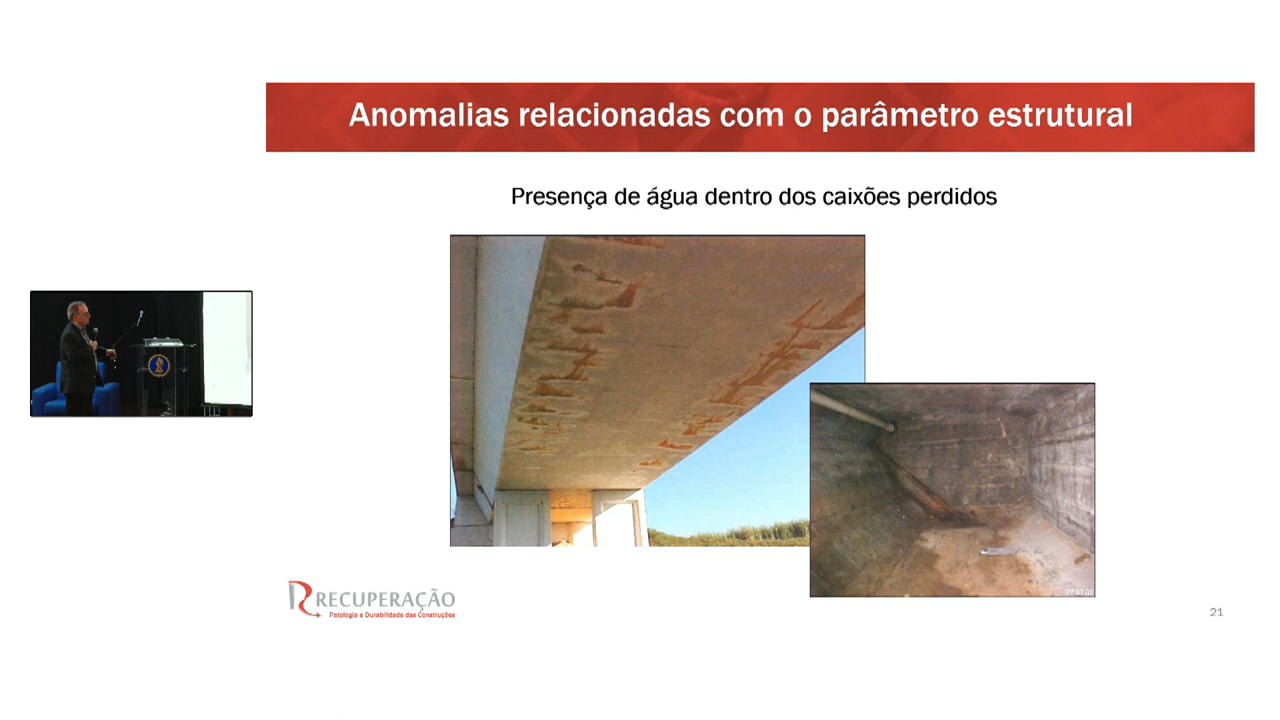 Anomalias relacionadas com o parâmetro estrutural
Presença de água dentro dos caixões perdidos
RECUPERAÇÃO
Patologia e Durabilidade das Construções
21